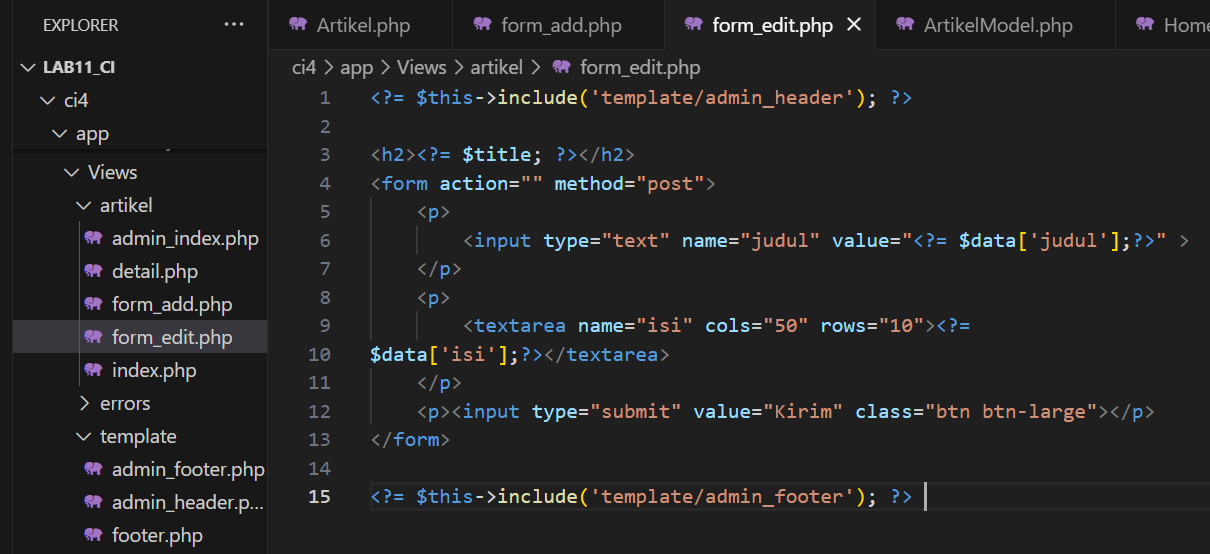 EXPLORER
LAB11_CI
ci4
app
Views
artikel
admin_index.php
detail.php
form_add.php
form_edit.php
index.php
errors
template
admin_footer.php
admin_header.p...
footer.php
Artikel.php form_add.php form_edit.php ArtikelModel.php Home
ci4 > app > Views > artikel > form_edit.php
1 <?= $this->include('template/admin_header'); ?>
2
3 <h2><?= $title; ?></h2>
4 <form action="" method="post">
5 <p>
6 <input type="text" name="judul" value="<?= $data['judul'];?>" >
7 </p>
8 <p>
9 <textarea name="isi" cols="50" rows="10"><?=
10 $data['isi'];?></textarea>
11 </p>
12 <p><input type="submit" value="Kirim" class="btn btn-large"></p>
13 </form>
14
15 <?= $this->include('template/admin_footer'); ?>